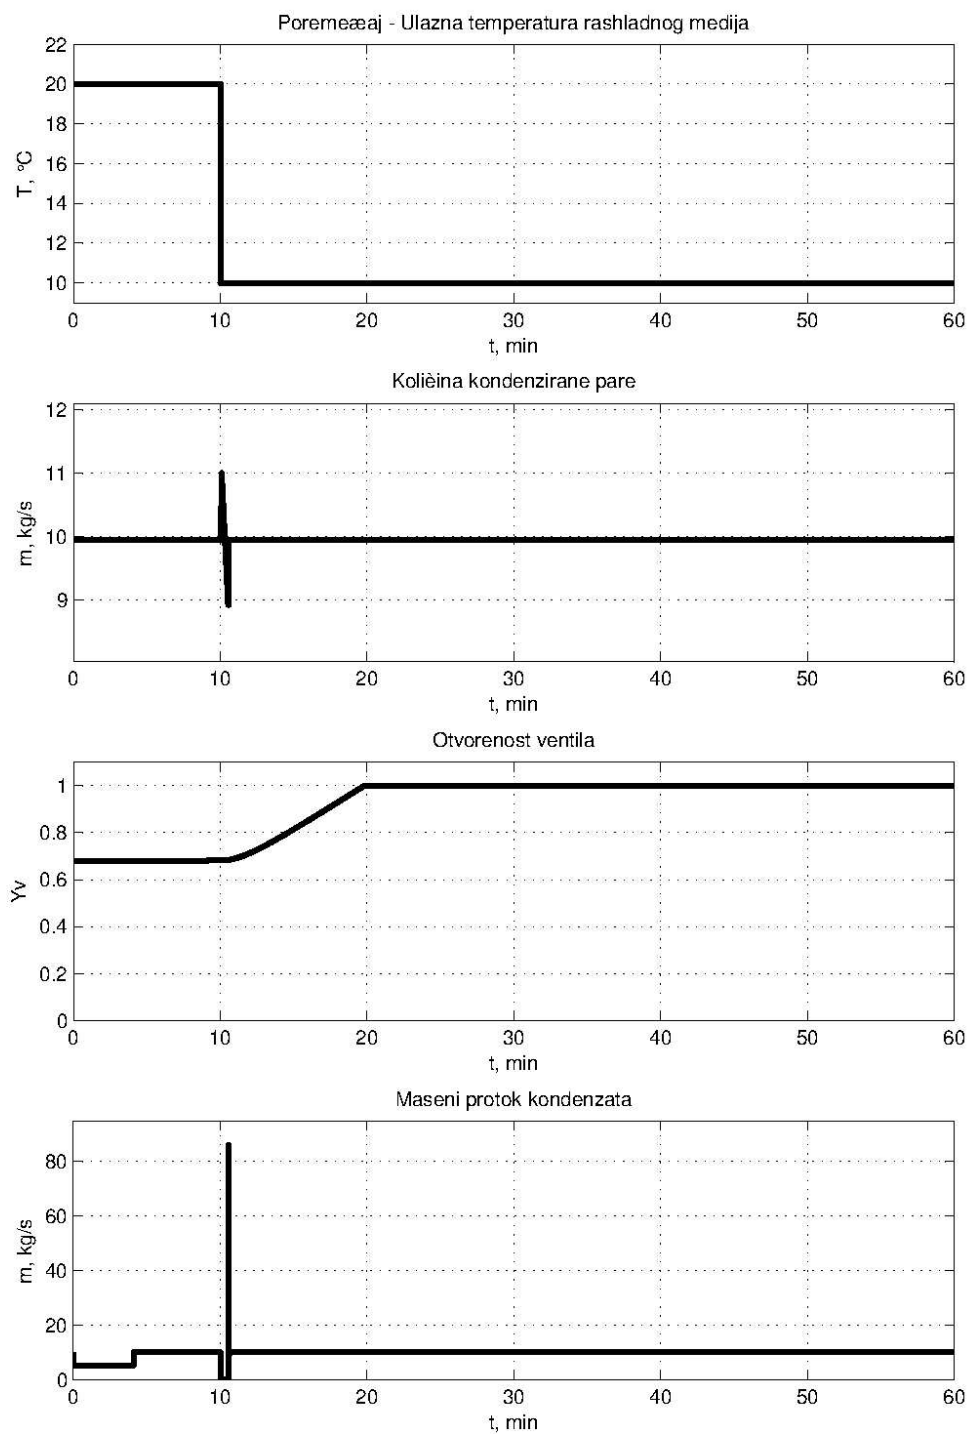 Poremeæaj - Ulazna temperatura rashladnog medija
22
20
18
16
14
12
10
T, °C
0 10 20 30 40 50 60
t, min
Kolièina kondenzirane pare
12
11
10
9
m, kg/s
0 10 20 30 40 50 60
t, min
Otvorenost ventila
1
0.8
0.6
0.4
0.2
0
Yv
0 10 20 30 40 50 60
t, min
Maseni protok kondenzata
80
60
40
20
0
m, kg/s
0 10 20 30 40 50 60
t, min